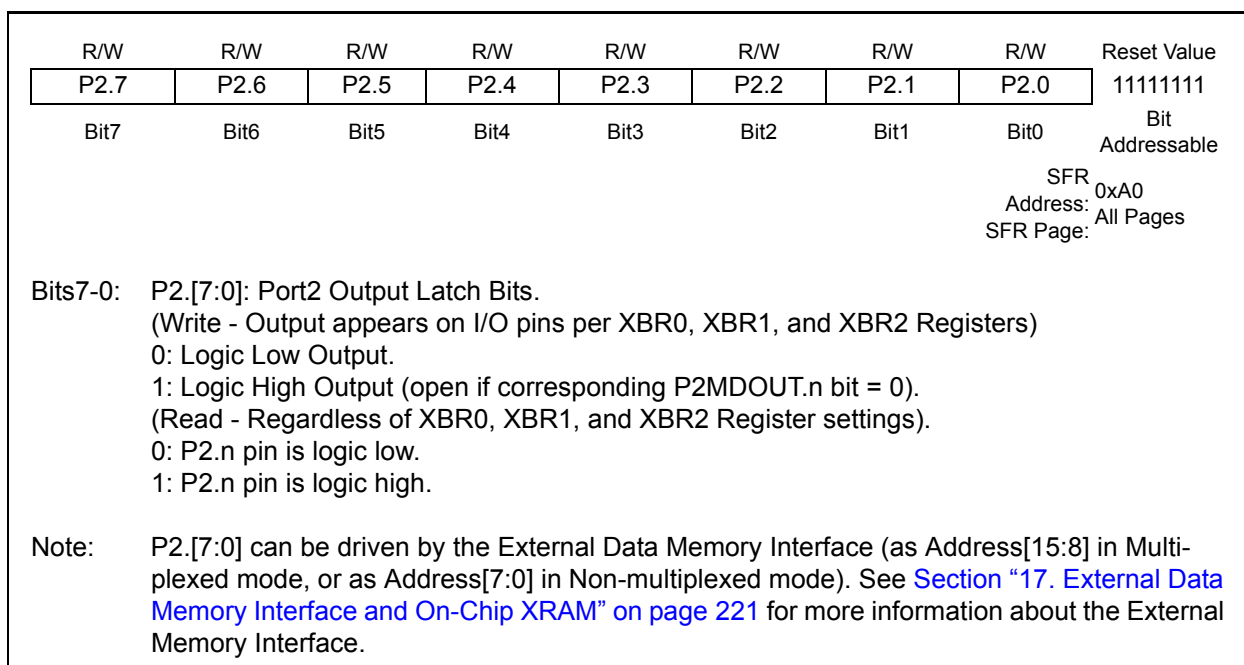 R/W R/W R/W R/W R/W R/W R/W R/W Reset Value
P2.7 P2.6 P2.5 P2.4 P2.3 P2.2 P2.1 P2.0 11111111
Bit7 Bit6 Bit5 Bit4 Bit3 Bit2 Bit1 Bit0 Bit
Addressable
SFR
Address: 0xA0
SFR Page: All Pages
Bits7-0: P2.[7:0]: Port2 Output Latch Bits.
(Write - Output appears on I/O pins per XBR0, XBR1, and XBR2 Registers)
0: Logic Low Output.
1: Logic High Output (open if corresponding P2MDOUT.n bit = 0).
(Read - Regardless of XBR0, XBR1, and XBR2 Register settings).
0: P2.n pin is logic low.
1: P2.n pin is logic high.
Note: P2.[7:0] can be driven by the External Data Memory Interface (as Address[15:8] in Multi-
plexed mode, or as Address[7:0] in Non-multiplexed mode). See Section “17. External Data
Memory Interface and On-Chip XRAM” on page 221 for more information about the External
Memory Interface.